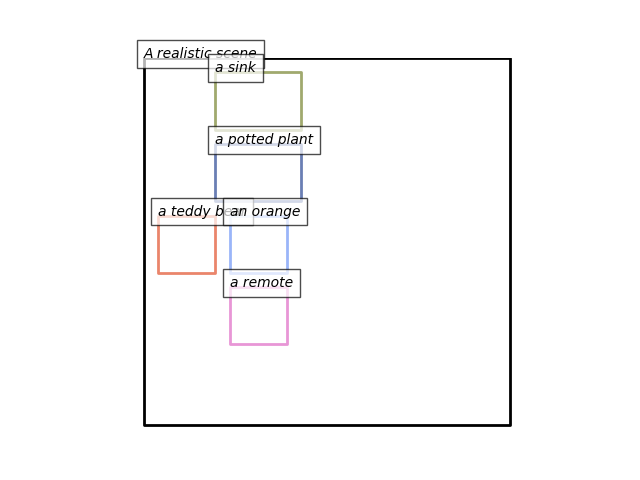 A realistic scene
a sink
a potted plant
a teddy bear
an orange
a remote